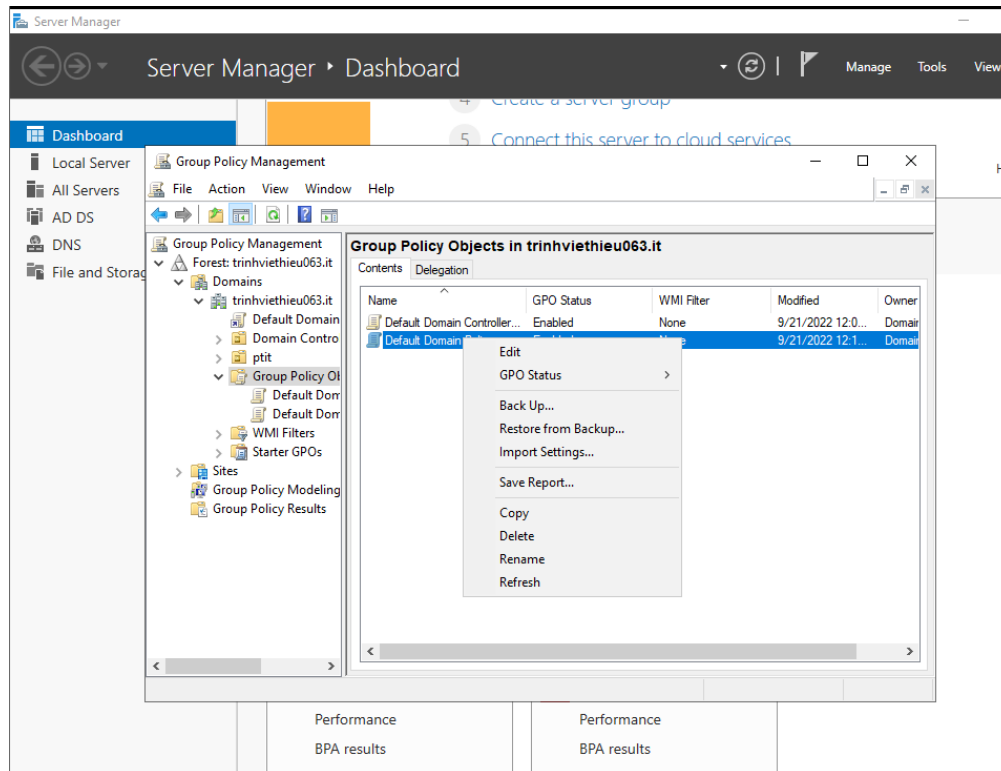 Server Manager
Server Manager • Dashboard
Manage Tools View
Create a server group
5 Connect this server to cloud services
Dashboard
Local Server
All Servers
AD DS
DNS
File and Storag
Group Policy Management
File Action View Window Help
Group Policy Management
Forest: trinhviethieu063.it
Domains
trinhviethieu063.it
Default Domain
Domain Contro
ptit
Group Policy Ob
Default Dom
Default Dom
WMI Filters
Starter GPOs
Sites
Group Policy Modeling
Group Policy Results
Group Policy Objects in trinhviethieu063.it
Contents Delegation
Name GPO Status WMI Filter Modified Owner
Default Domain Controller... Enabled None 9/21/2022 12:0... Domain
Default Domain 9/21/2022 12:1... Domain
Edit
GPO Status
Back Up...
Restore from Backup...
Import Settings...
Save Report...
Copy
Delete
Rename
Refresh
Performance
BPA results
Performance
BPA results